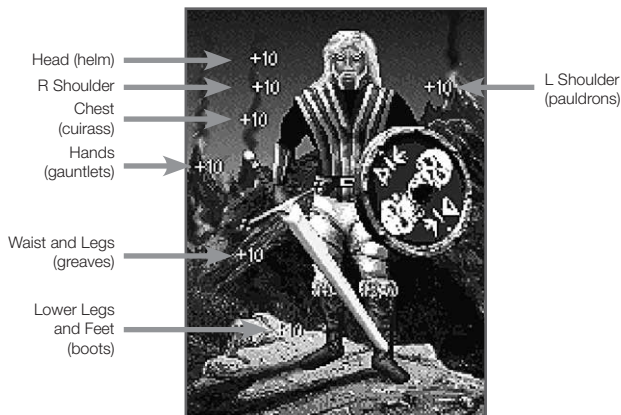 Head (helm)
+10
R Shoulder
+10
+10
L Shoulder
(pauldrons)
Chest
(cuirass)
+10
Hands
(gauntlets)
+10
Waist and Legs
(greaves)
+10
Lower Legs
and Feet
(boots)
+10